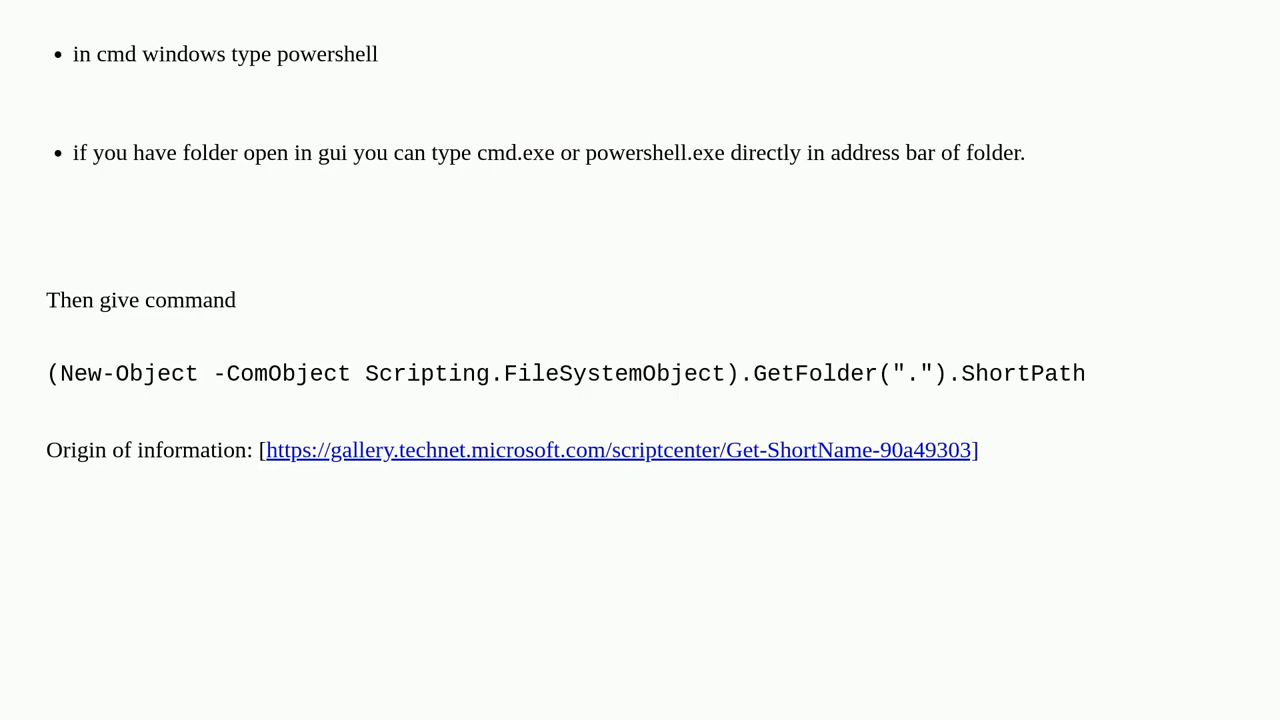 • in cmd windows type powershell
• if you have folder open in gui you can type cmd.exe or powershell.exe directly in address bar of folder.
Then give command
(New-Object -ComObject Scripting.FileSystemObject).GetFolder(".").ShortPath
Origin of information: [https://gallery.technet.microsoft.com/scriptcenter/Get-ShortName-90a49303]